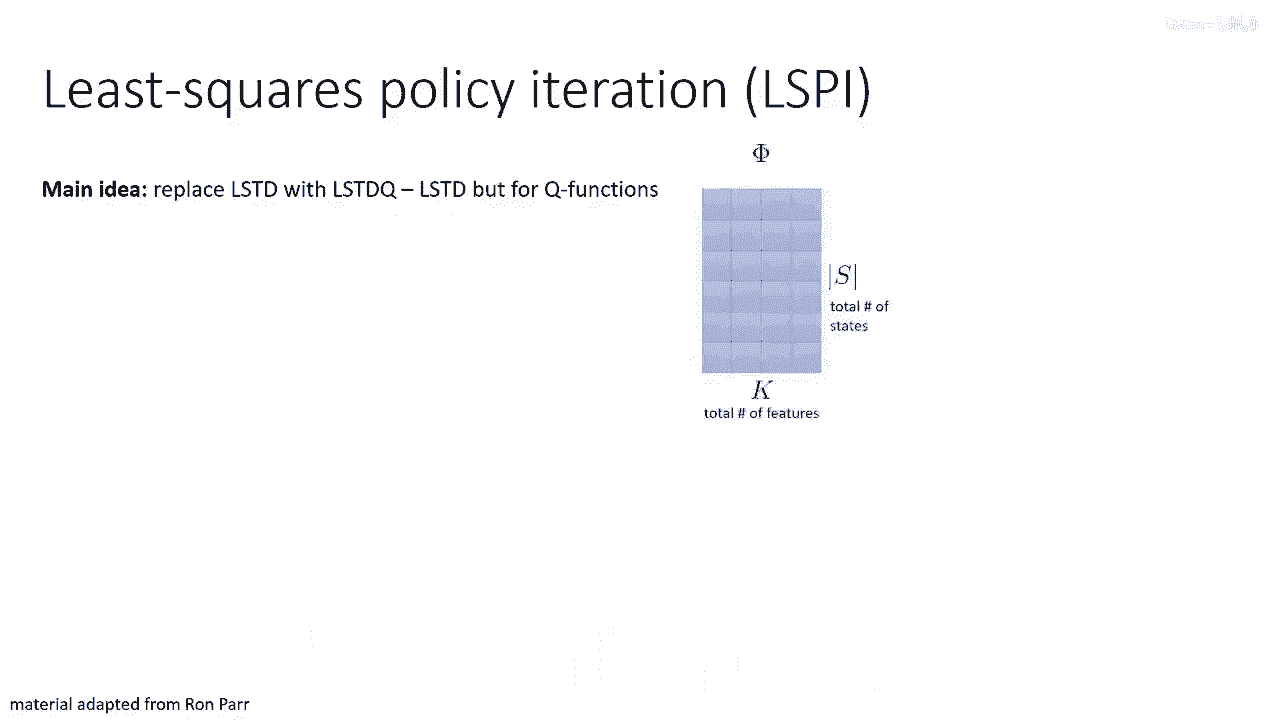 Least-squares policy iteration (LSPI)
Φ
Main idea: replace LSTD with LSTDQ – LSTD but for Q-functions
|S|
total # of
states
K
total # of features
material adapted from Ron Parr